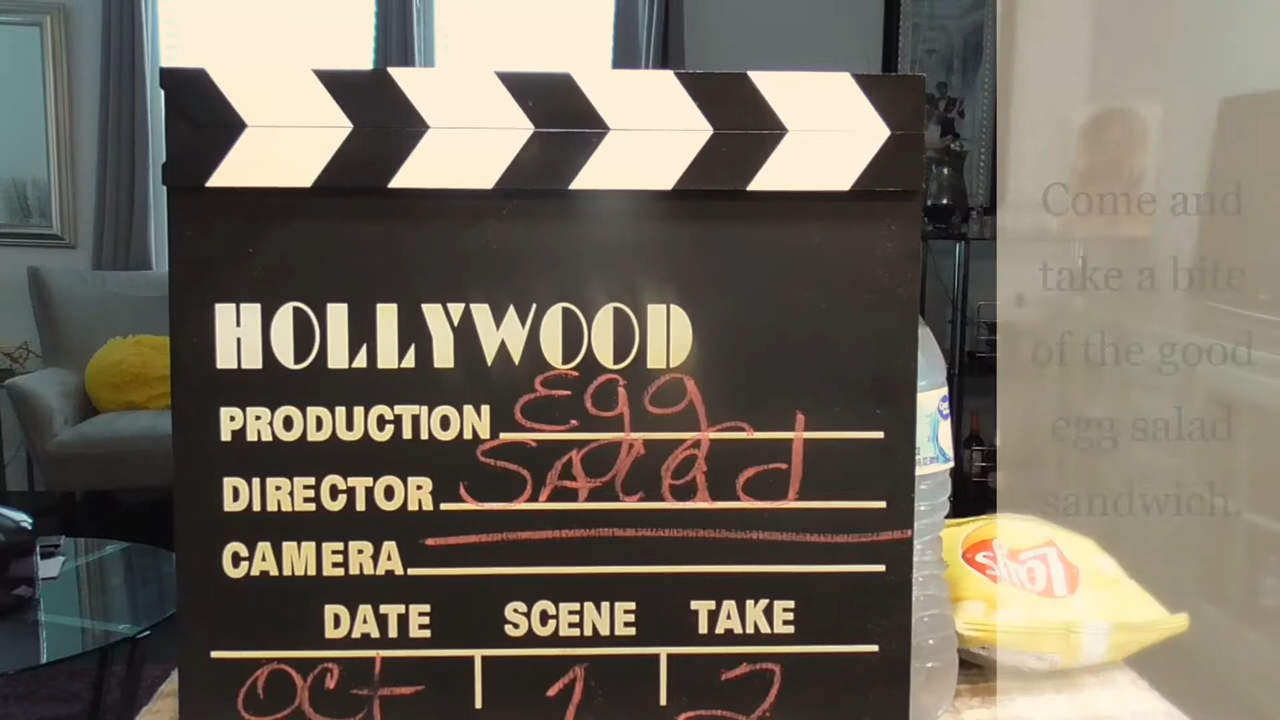 HOLLYWOOD
PRODUCTION Egg
DIRECTOR Salad
CAMERA
DATE SCENE TAKE
Oct 1 2
Come and
take a bite
of the good
egg salad
sandwich.
Lay's